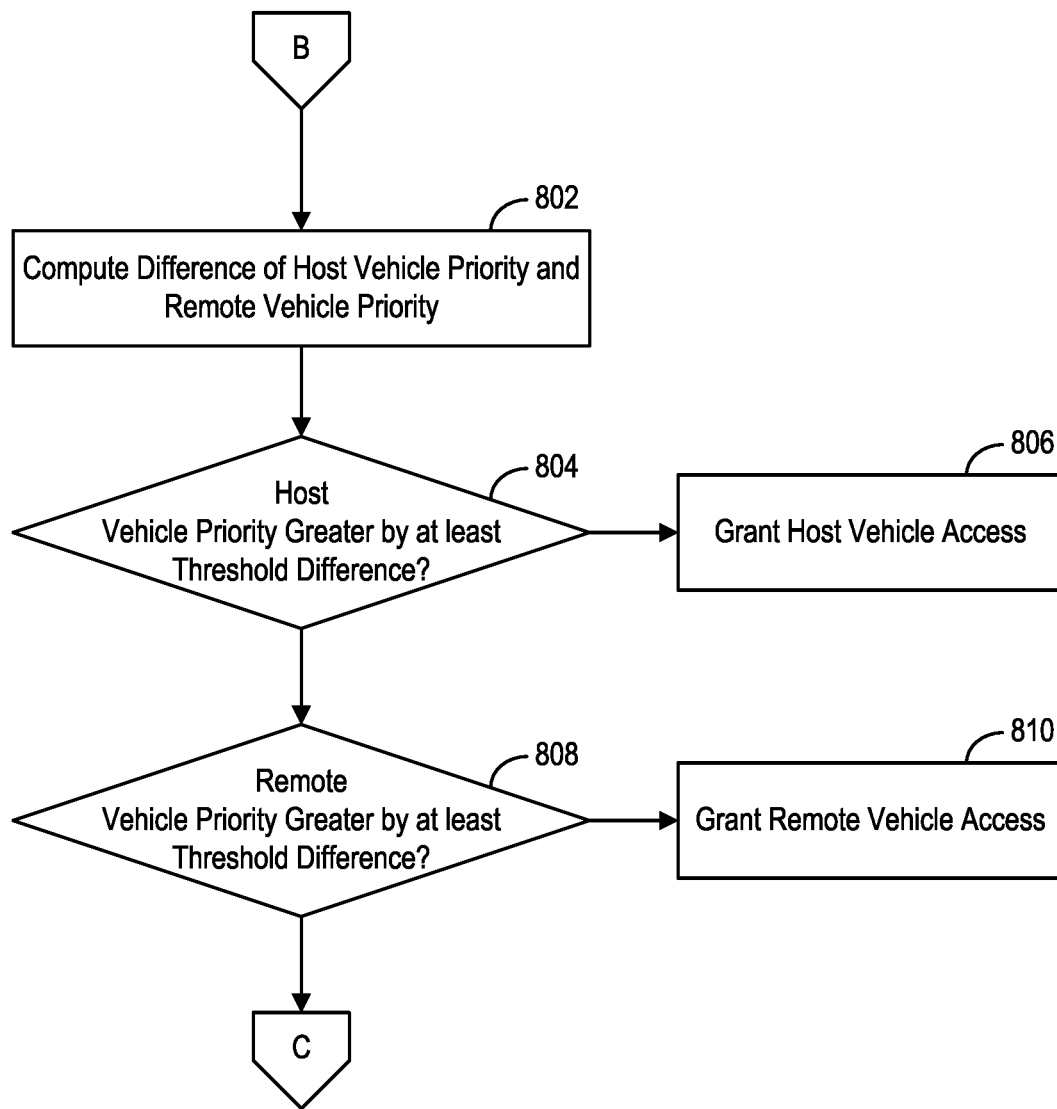 B
802
Compute Difference of Host Vehicle Priority and
Remote Vehicle Priority
804
Host
Vehicle Priority Greater by at least
Threshold Difference?
806
Grant Host Vehicle Access
808
Remote
Vehicle Priority Greater by at least
Threshold Difference?
810
Grant Remote Vehicle Access
C